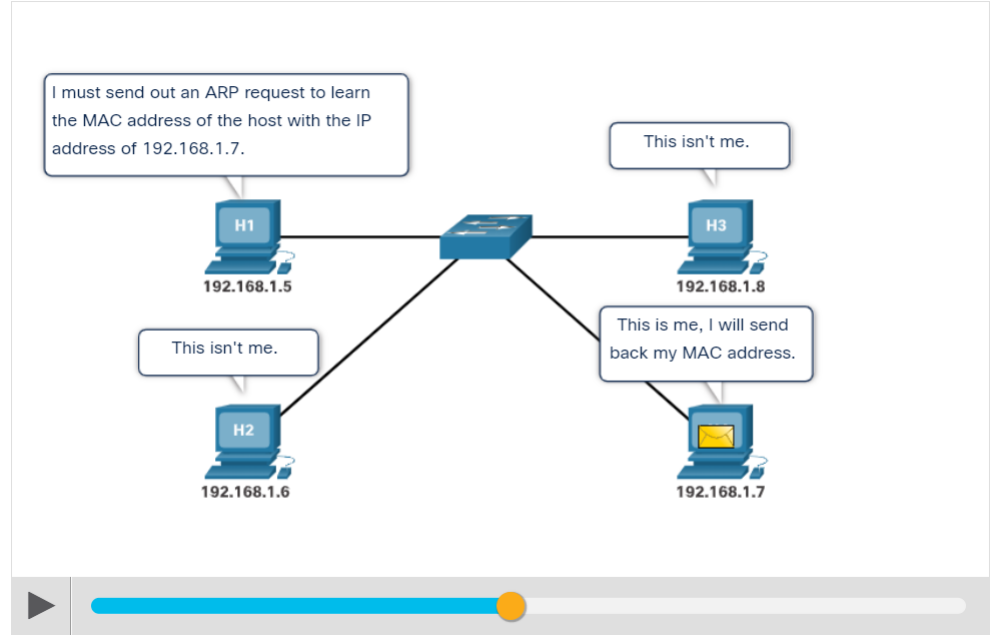 I must send out an ARP request to learn
the MAC address of the host with the IP
address of 192.168.1.7.
This isn't me.
H1
H3
192.168.1.5
192.168.1.8
This isn't me.
This is me, I will send
back my MAC address.
H2
192.168.1.6
192.168.1.7